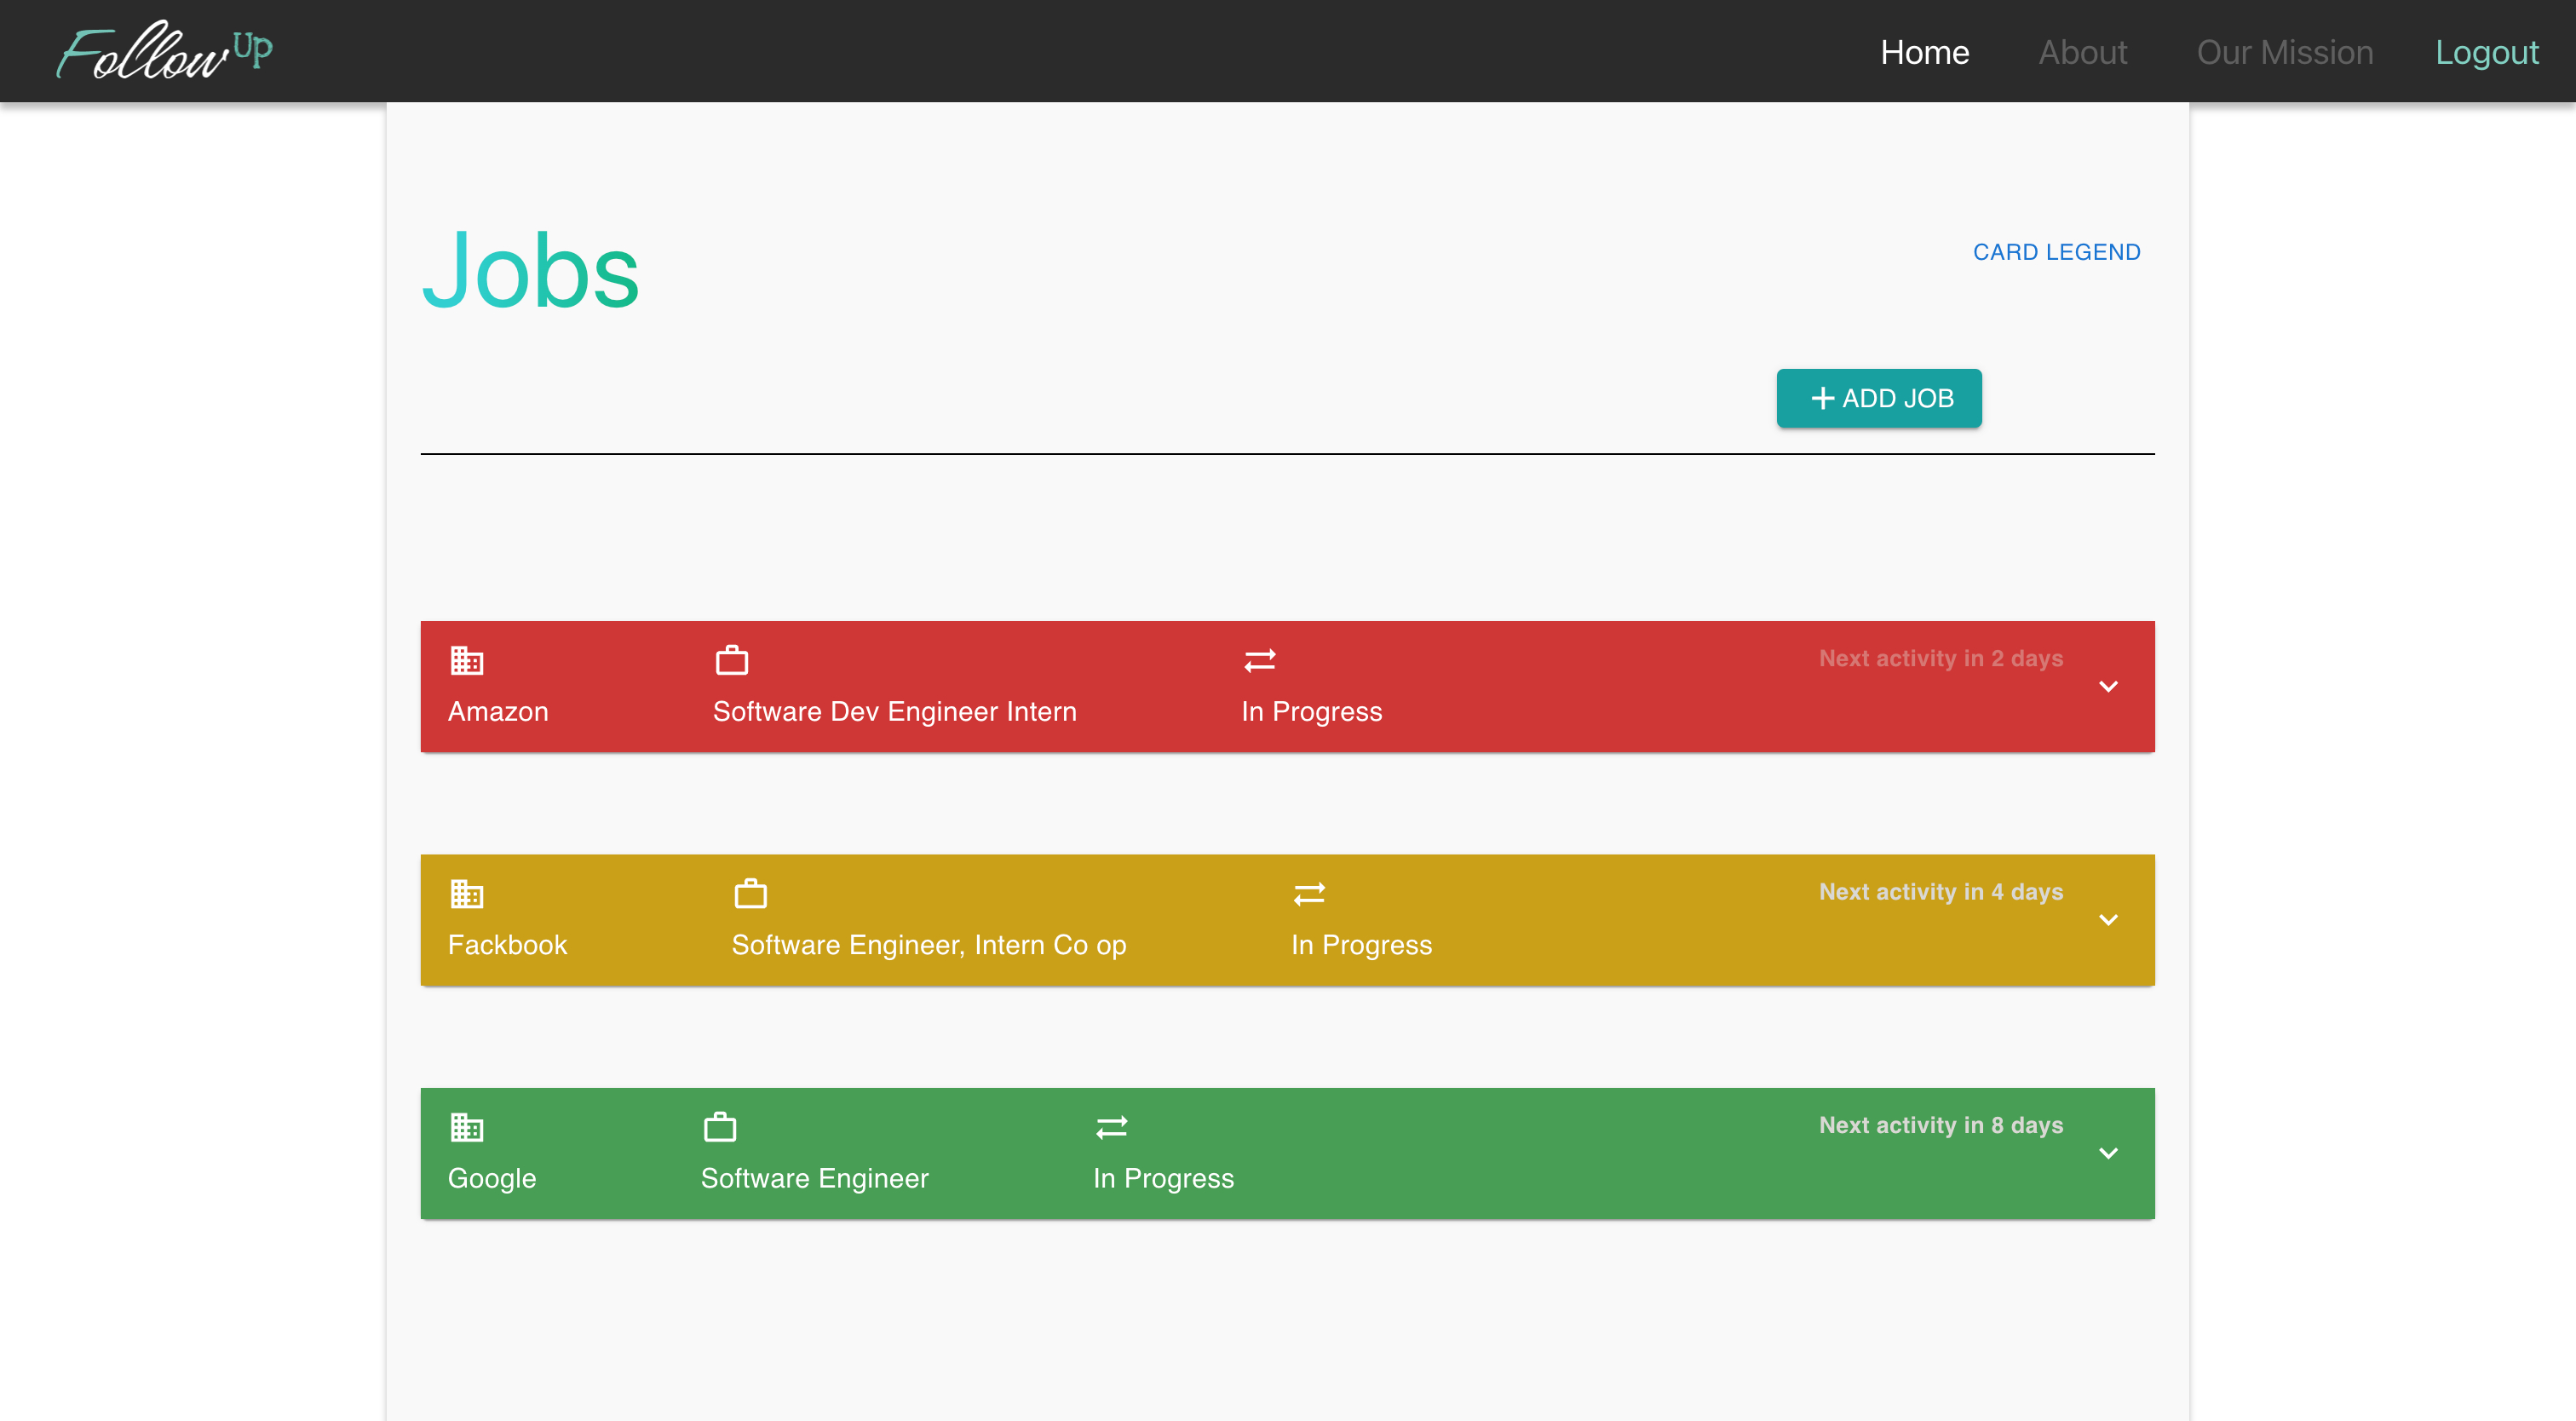 Follow Up
Home About Our Mission Logout
Jobs
CARD LEGEND
ADD JOB
Next activity in 2 days
Amazon Software Dev Engineer Intern In Progress
Next activity in 4 days
Fackbook Software Engineer, Intern Co op In Progress
Next activity in 8 days
Google Software Engineer In Progress